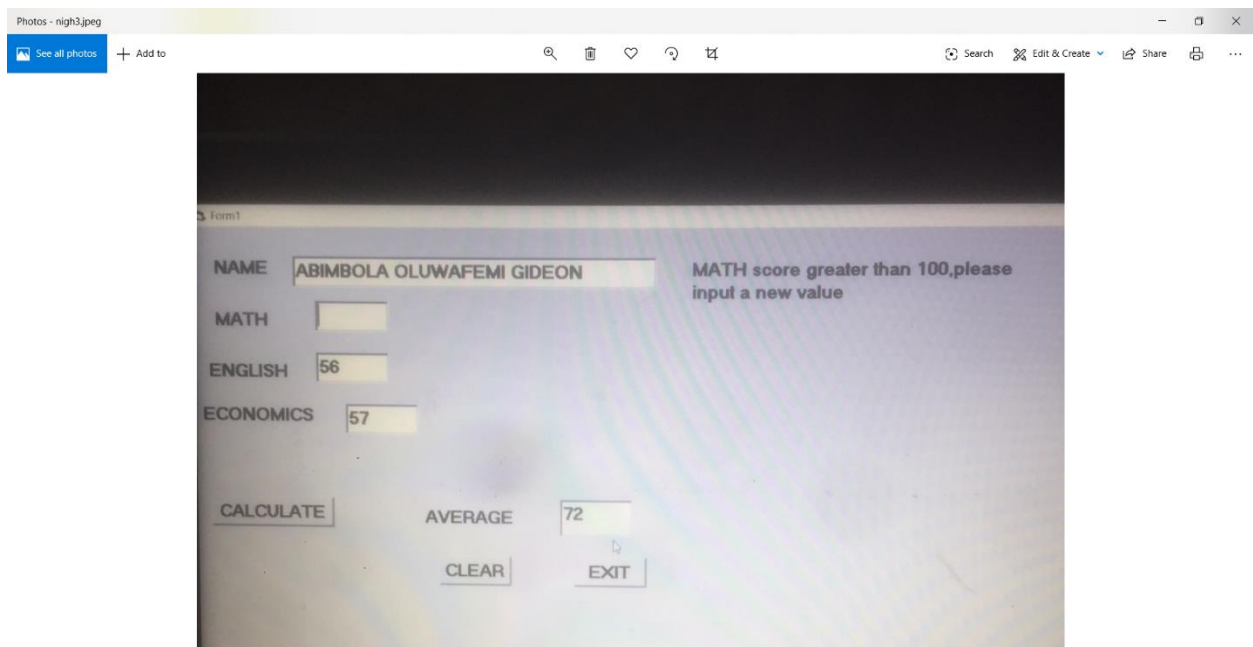 Photos - nigh3.jpeg
See all photos
Add to
Search
Edit & Create
Share
Form1
NAME
ABIMBOLA OLUWAFEMI GIDEON
MATH score greater than 100,please
input a new value
MATH
ENGLISH
56
ECONOMICS
57
CALCULATE
AVERAGE
72
CLEAR
EXIT